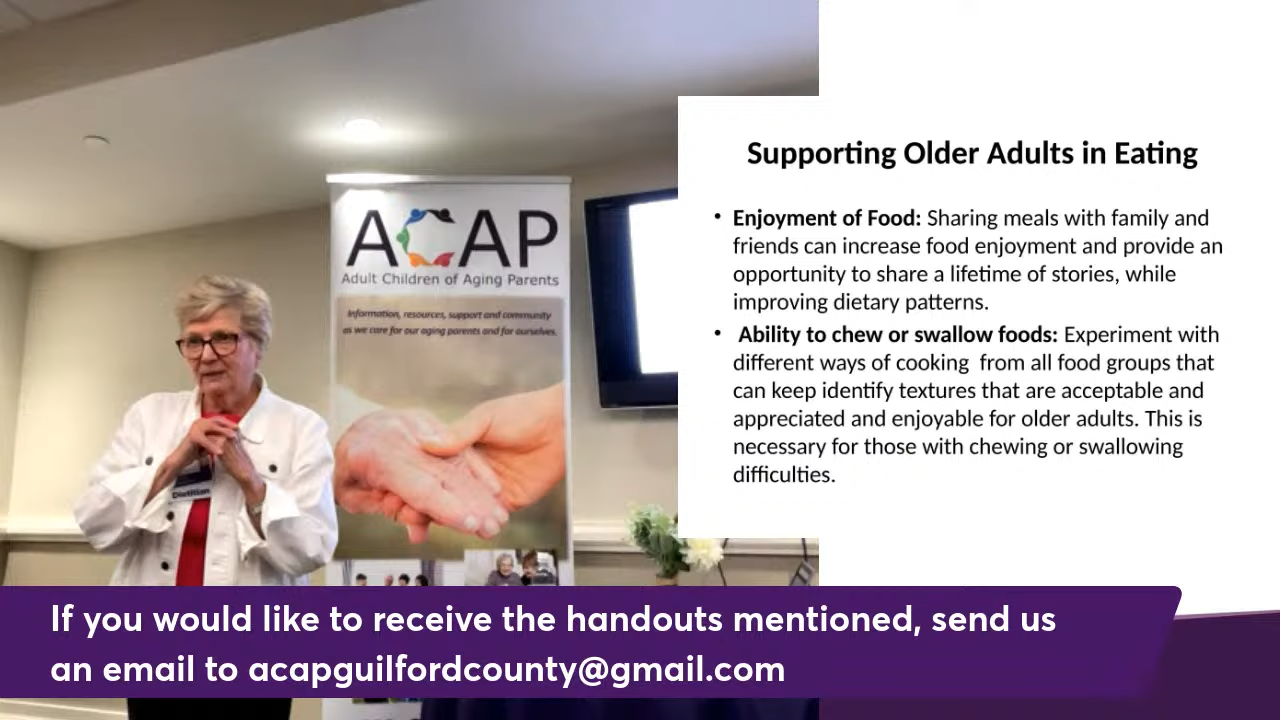 ACAP
Adult Children of Aging Parents
Information, resources, support and community
as we care for our aging parents and for ourselves.
Dietitian
Supporting Older Adults in Eating
• Enjoyment of Food: Sharing meals with family and
friends can increase food enjoyment and provide an
opportunity to share a lifetime of stories, while
improving dietary patterns.
• Ability to chew or swallow foods: Experiment with
different ways of cooking  from all food groups that
can keep identify textures that are acceptable and
appreciated and enjoyable for older adults. This is
necessary for those with chewing or swallowing
difficulties.
If you would like to receive the handouts mentioned, send us
an email to acapguilfordcounty@gmail.com